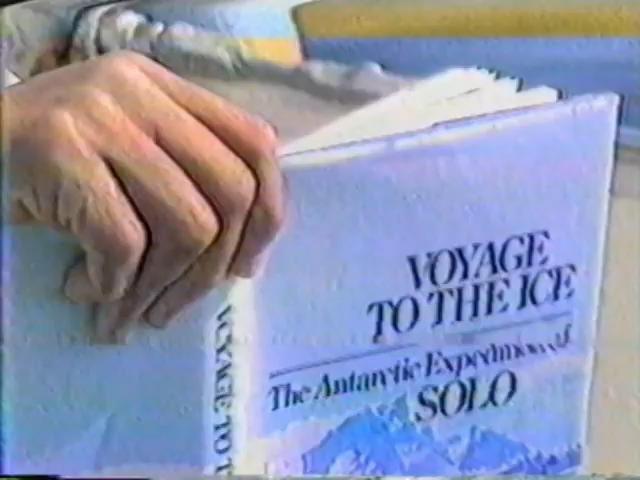 VOYAGE
TO THE ICE
The Antarctic Expedition of
SOLO
VOYAGE TO T